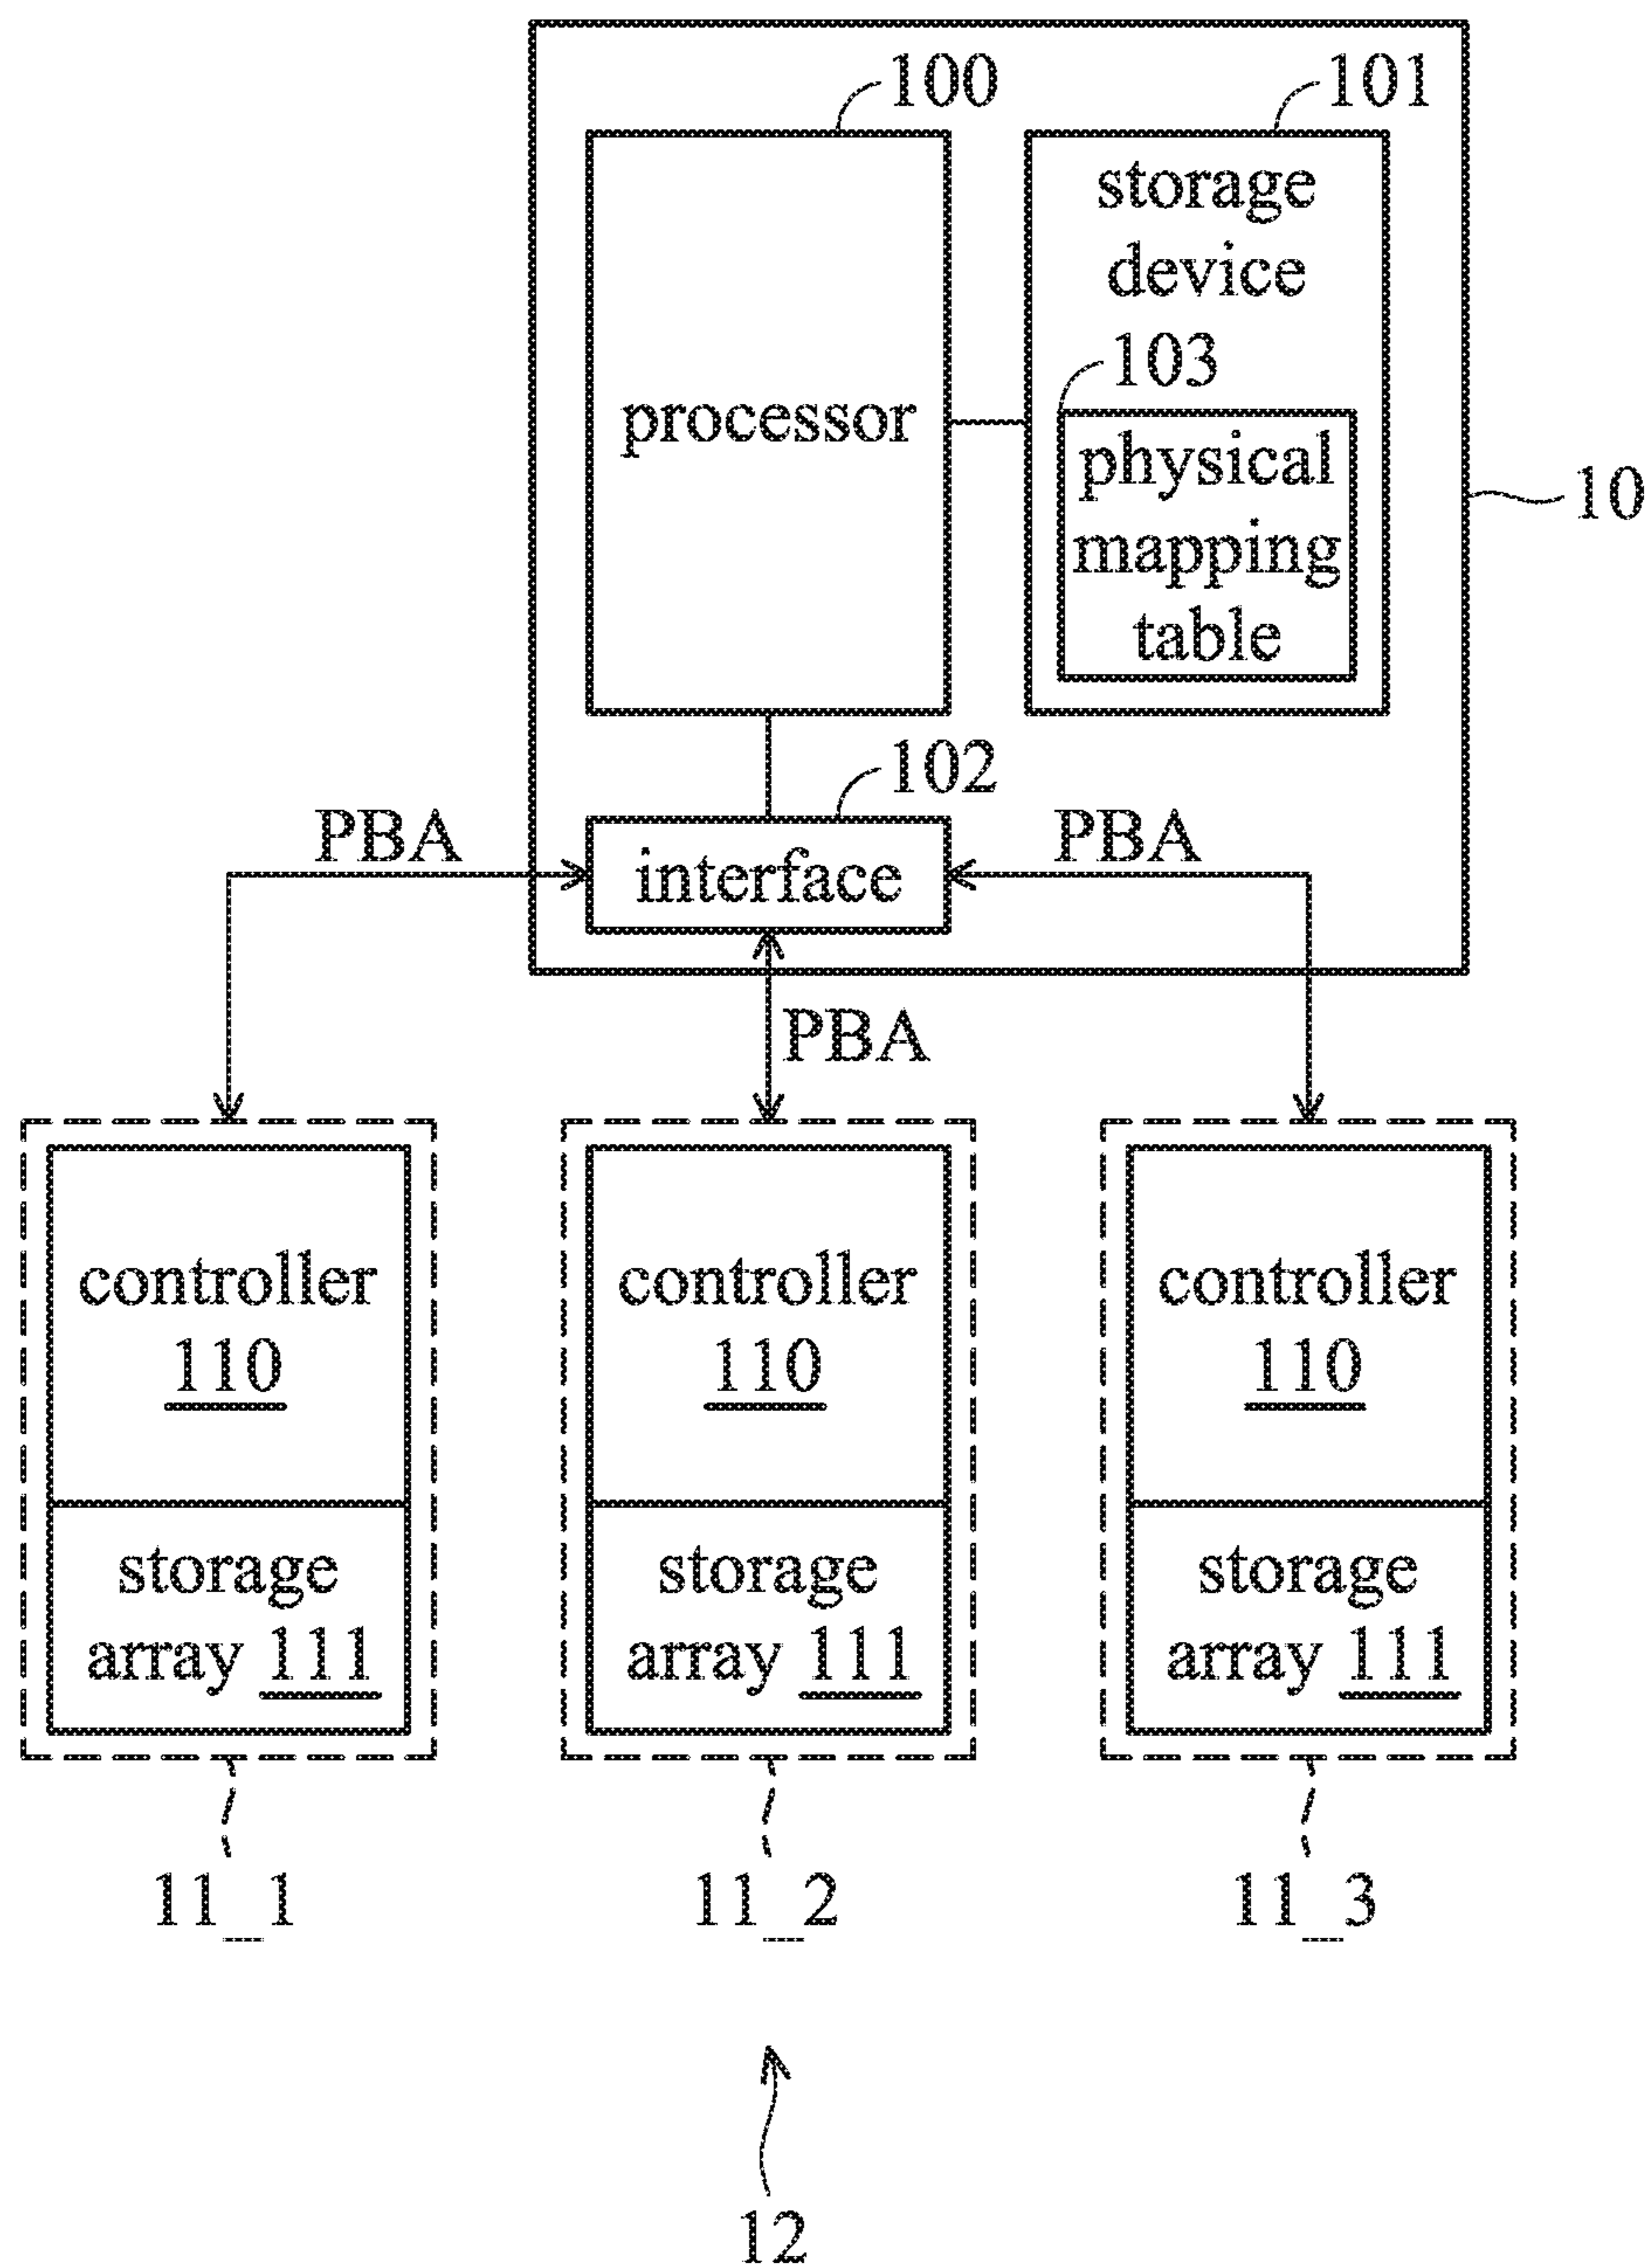 100
101
storage
device
103
processor
physical
mapping
table
10
102
PBA
PBA
interface
PBA
controller
110
storage
array 111
controller
110
storage
array 111
controller
110
storage
array 111
11_1
11_2
11_3
12